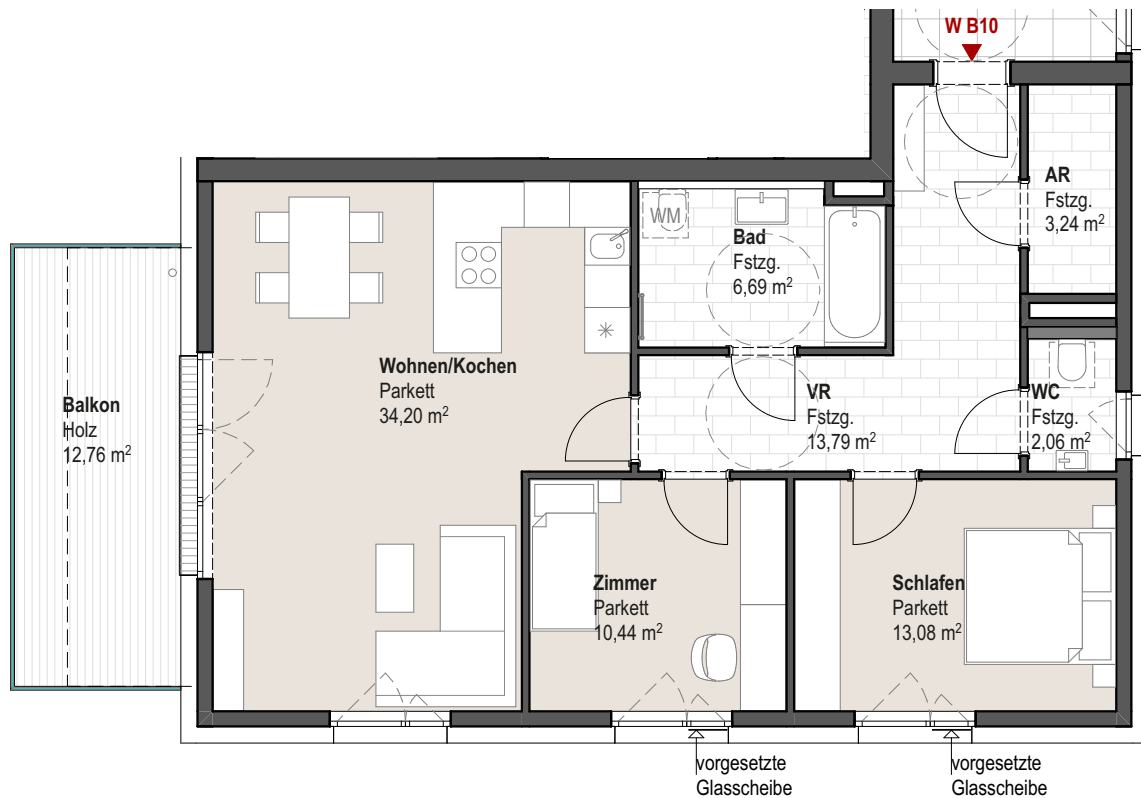 W B10
AR
Fstzg.
3,24 m²
WM
Bad
Fstzg.
6,69 m²
Wohnen/Kochen
Parkett
34,20 m²
Balkon
Holz
12,76 m²
VR
Fstzg.
13,79 m²
WC
Fstzg.
2,06 m²
Zimmer
Parkett
10,44 m²
Schlafen
Parkett
13,08 m²
vorgesetzte
Glasscheibe
vorgesetzte
Glasscheibe